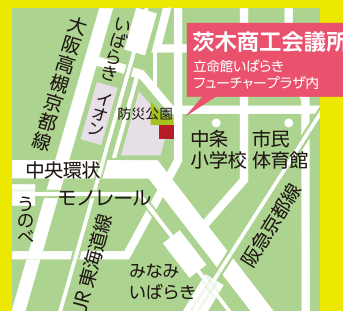 茨木商工会議所
立命館いばらき
フューチャープラザ内
大阪高槻京都線
いばらき
イオン
防災公園
中条
小学校
市民
体育館
中央環状
モノレール
うのべ
JR東海道線
阪急京都線
みなみ
いばらき